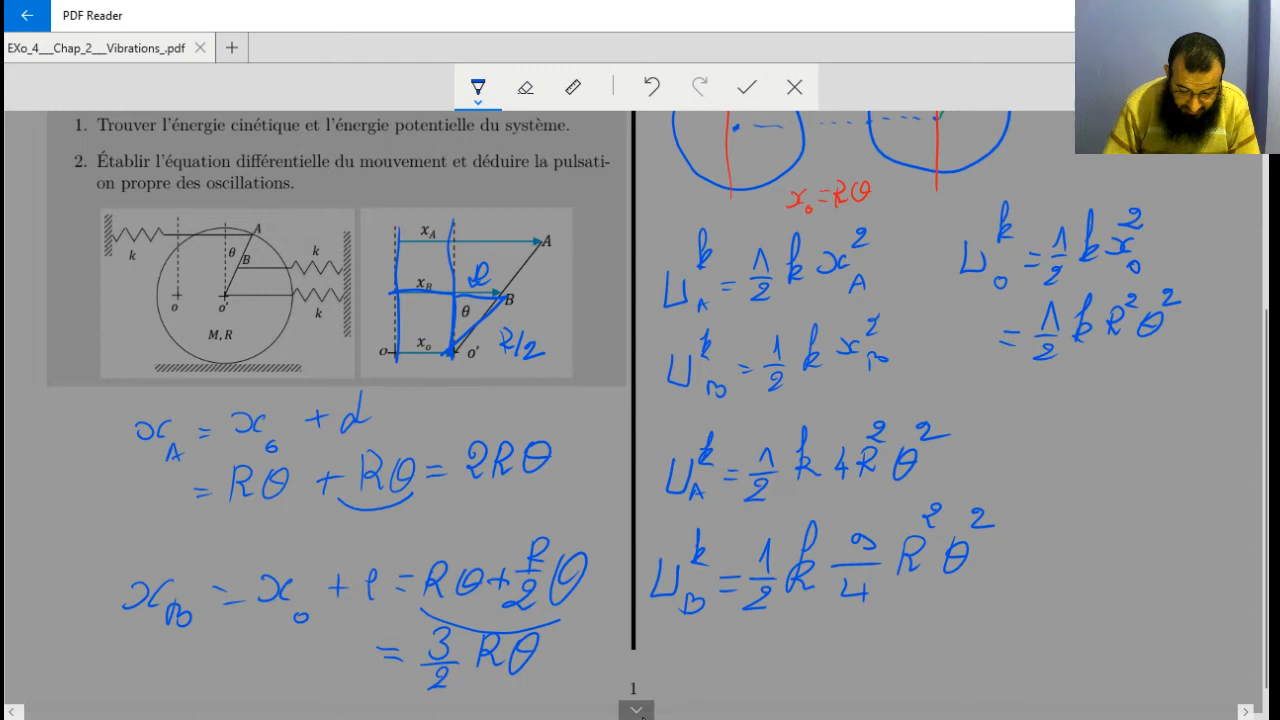 PDF Reader
EXo_4___Chap_2___Vibrations_.pdf
1. Trouver l'énergie cinétique et l'énergie potentielle du système.
2. Établir l'équation différentielle du mouvement et déduire la pulsati-
on propre des oscillations.
k
θ
A
B
k
o
o'
k
M, R
x_A
A
x_B
l
B
θ
R/2
o
x_o
o'
x_A = x_o + d
= Rθ + Rθ = 2Rθ
x_B = x_o + l = Rθ + R/2 θ
= 3/2 Rθ
x_o = Rθ
U_A^k = 1/2 k x_A^2
U_B^k = 1/2 k x_B^2
U_A^k = 1/2 k 4R^2 θ^2
U_B^k = 1/2 k 9/4 R^2 θ^2
U_o^k = 1/2 k x_o^2
= 1/2 k R^2 θ^2
1